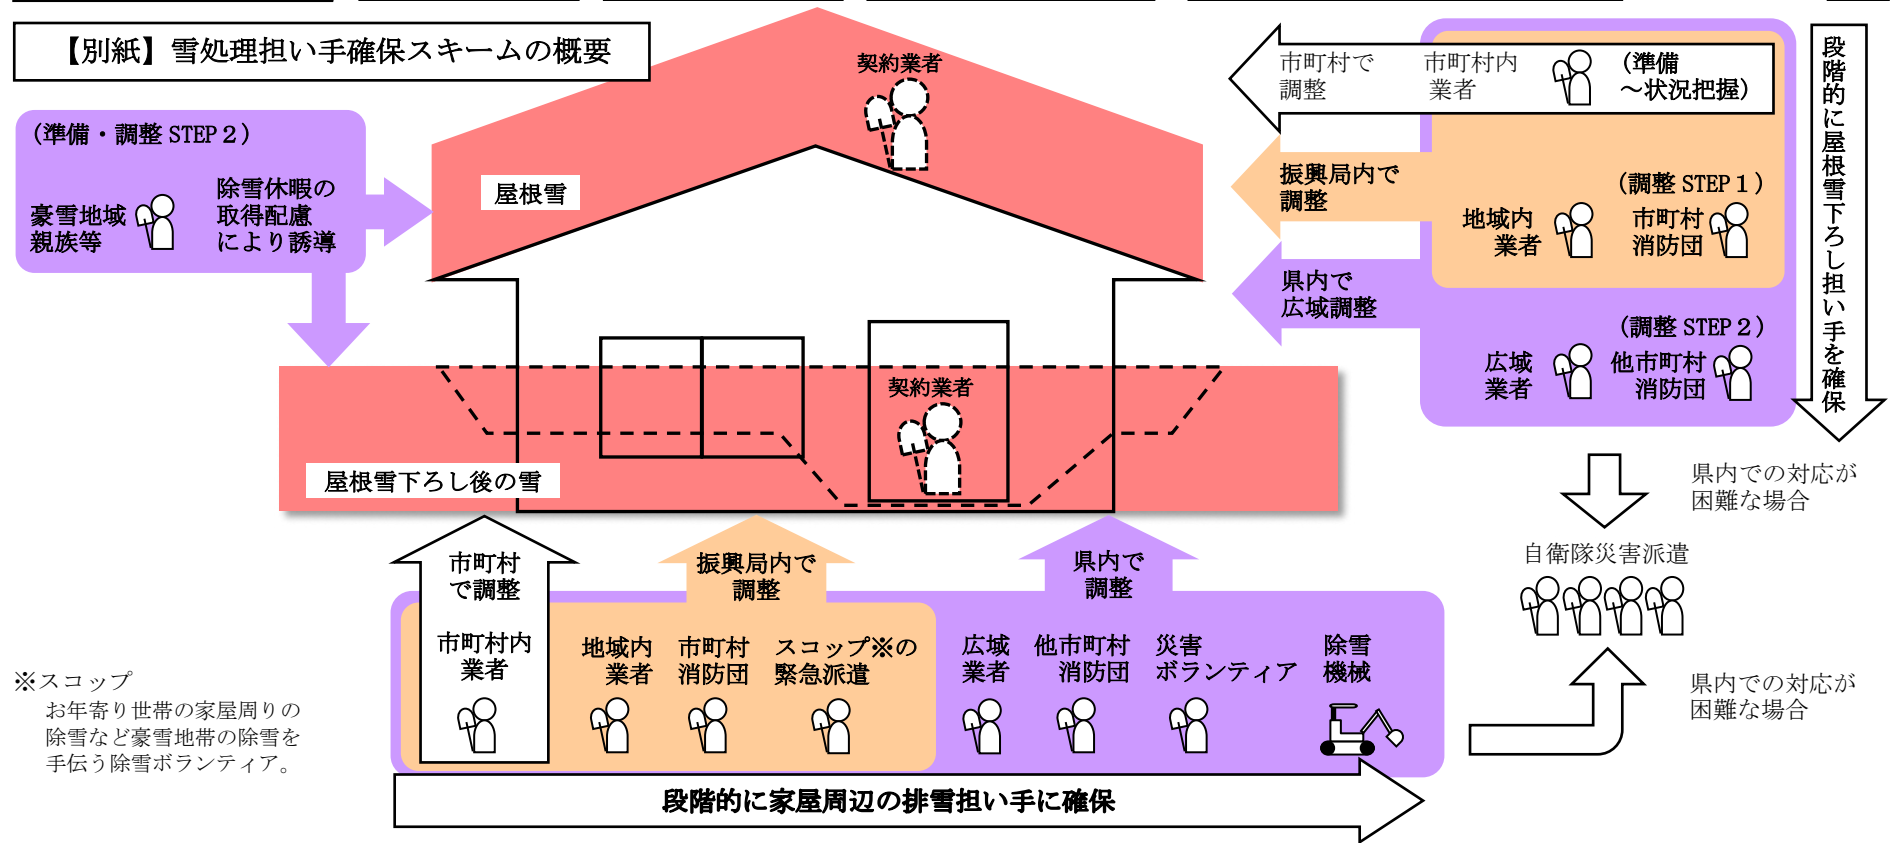 【別紙】雪処理担い手確保スキームの概要
（準備・調整 STEP２）
豪雪地域
親族等
除雪休暇の
取得配慮
により誘導
契約業者
屋根雪
市町村で
調整
市町村内
業者
（準備
～状況把握）
振興局内で
調整
（調整 STEP１）
地域内
業者
市町村
消防団
県内で
広域調整
（調整 STEP２）
広域
業者
他市町村
消防団
段階的に屋根雪下ろし担い手を確保
契約業者
屋根雪下ろし後の雪
県内での対応が
困難な場合
自衛隊災害派遣
県内での対応が
困難な場合
市町村
で調整
市町村内
業者
振興局内で
調整
地域内
業者
市町村
消防団
スコップ※の
緊急派遣
県内で
調整
広域
業者
他市町村
消防団
災害
ボランティア
除雪
機械
段階的に家屋周辺の排雪担い手に確保
※スコップ
お年寄り世帯の家屋周りの
除雪など豪雪地帯の除雪を
手伝う除雪ボランティア。